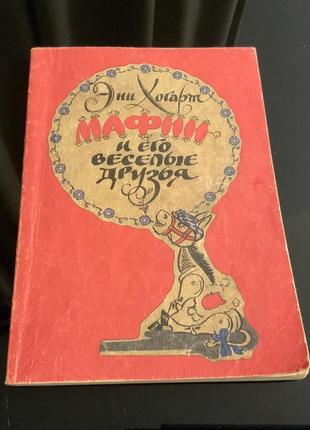 Энн Хогарт
МАФИН
и его
веселые
друзья